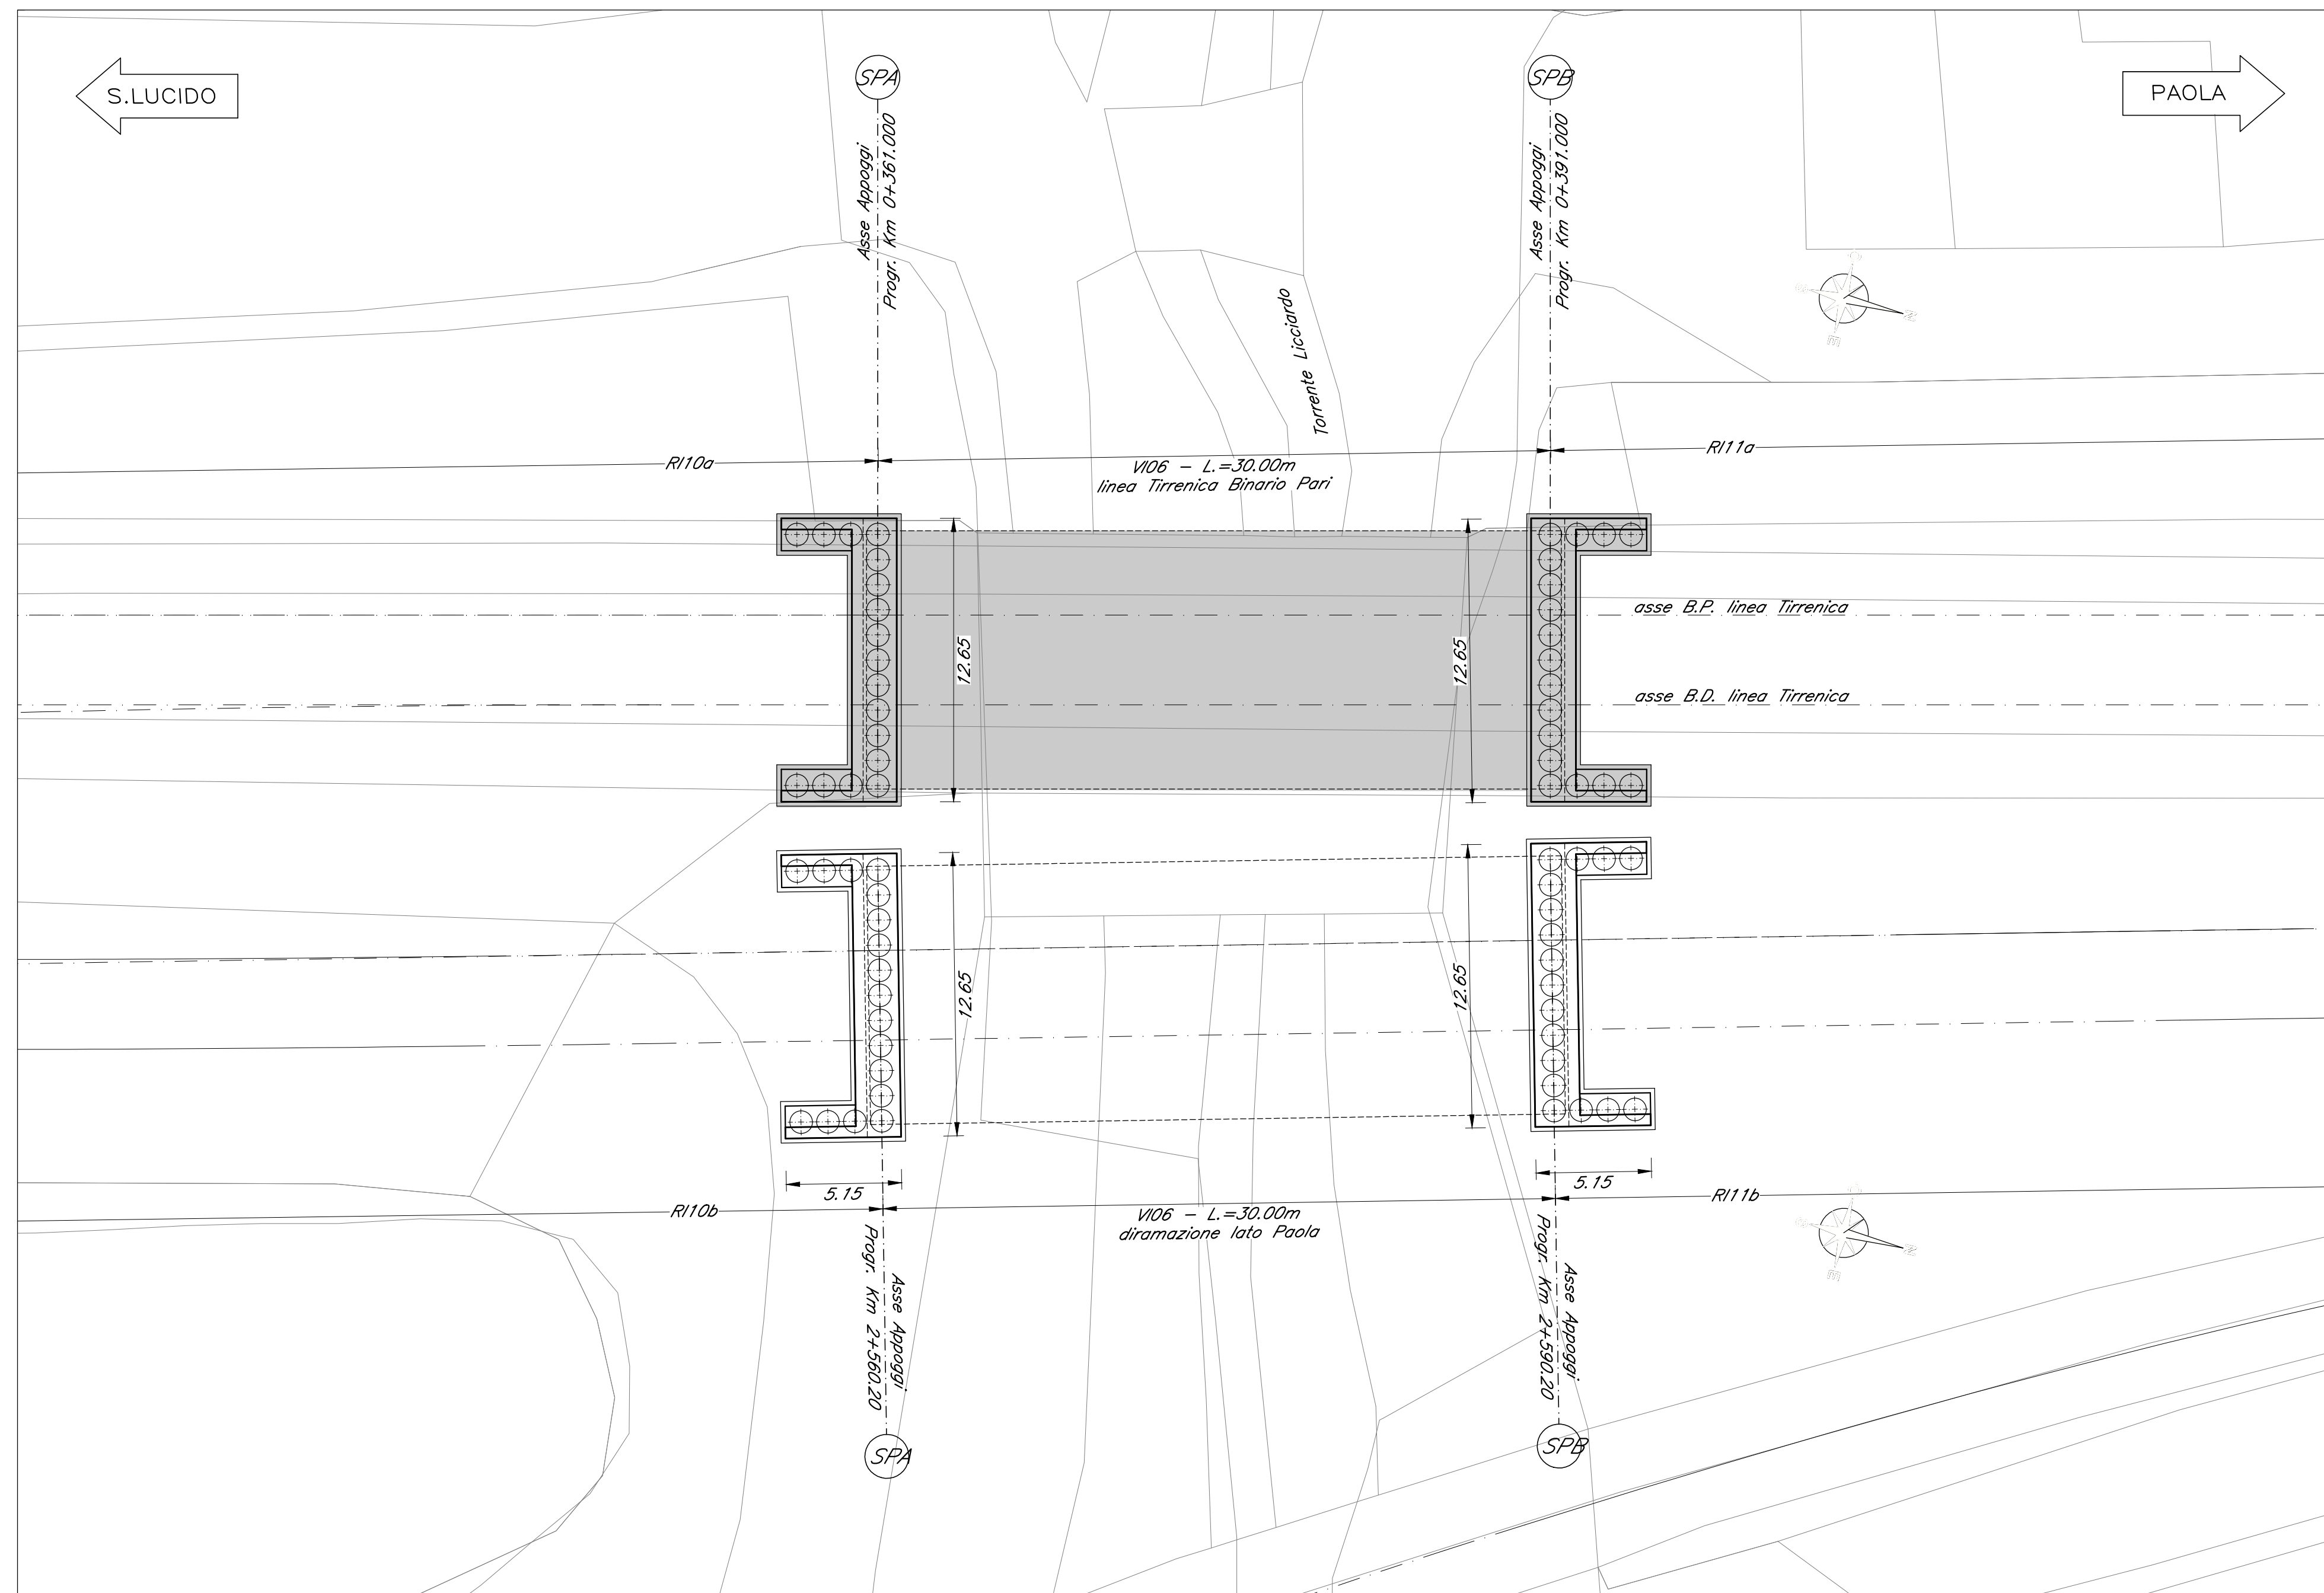 S.LUCIDO
SPA
SPB
PAOLA
Asse Appoggi
Progr. Km 0+361.000
Asse Appoggi
Progr. Km 0+391.000
Torrente Licciardo
N
E
RI10a
VI06 - L.=30.00m
linea Tirrenica Binario Pari
RI11a
12.65
12.65
asse B.P. linea Tirrenica
asse B.D. linea Tirrenica
12.65
12.65
5.15
5.15
RI10b
VI06 - L.=30.00m
diramazione lato Paola
RI11b
N
E
Asse Appoggi
Progr. Km 2+560.20
Asse Appoggi
Progr. Km 2+590.20
SPA
SPB